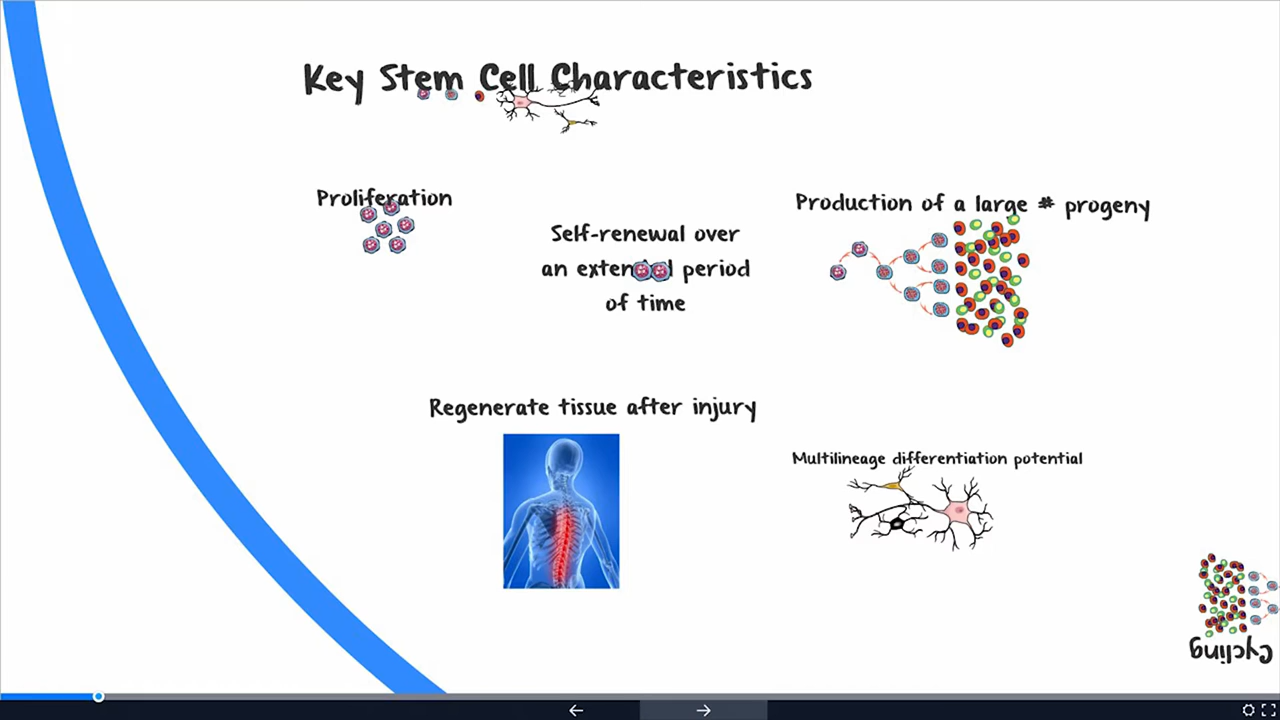 Key Stem Cell Characteristics
Proliferation
Self-renewal over
an extended period
of time
Production of a large # progeny
Regenerate tissue after injury
Multilineage differentiation potential
Cycling